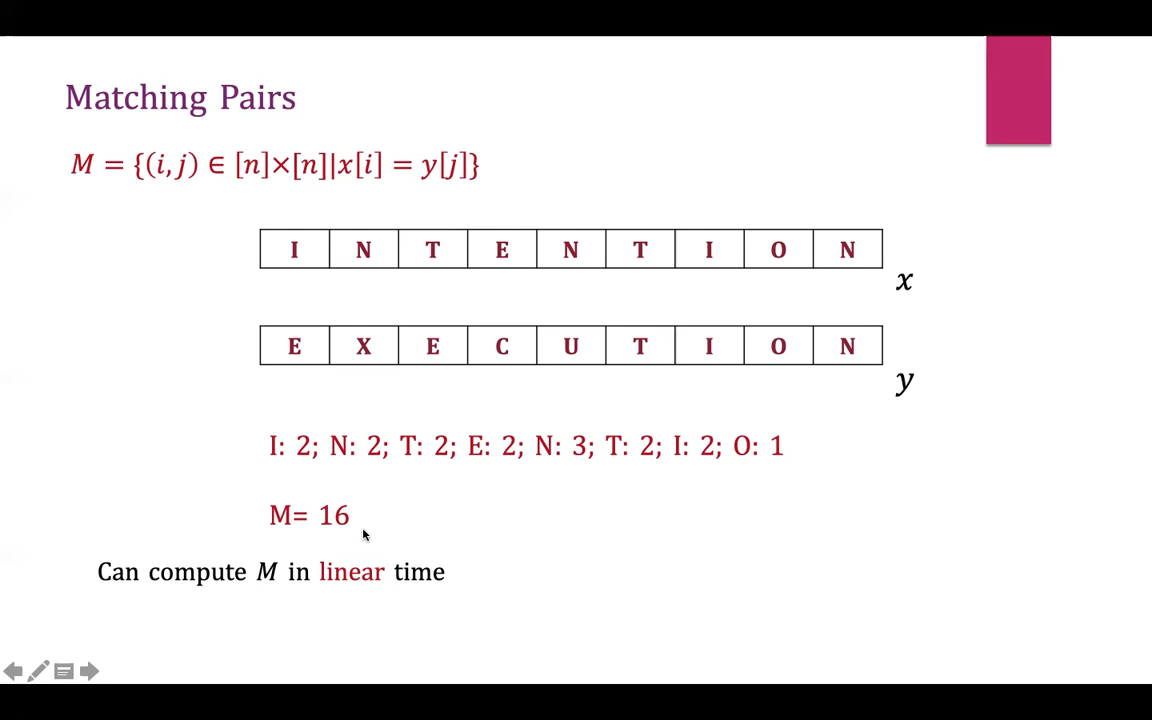 Matching Pairs
M = {(i, j) ∈ [n]×[n]|x[i] = y[j]}
I N T E N T I O N
x
E X E C U T I O N
y
I: 2; N: 2; T: 2; E: 2; N: 3; T: 2; I: 2; O: 1
M= 16
Can compute M in linear time